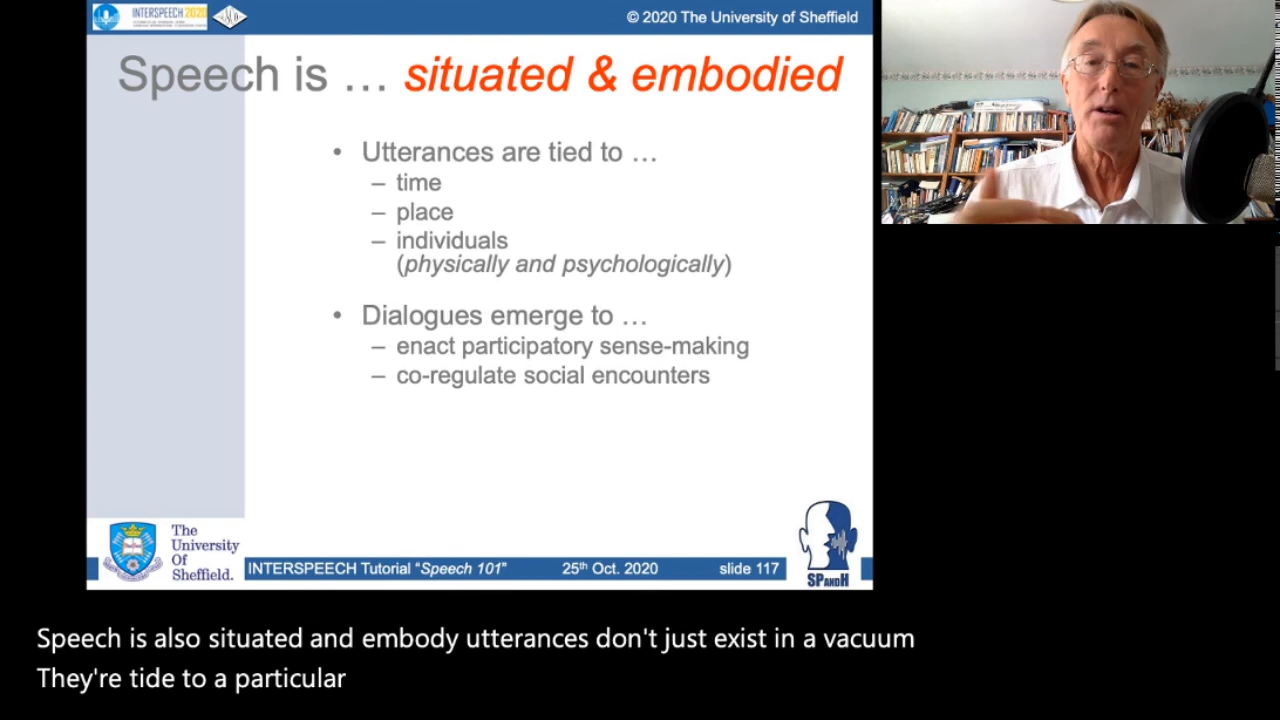 INTERSPEECH 2020
© 2020 The University of Sheffield
Speech is … situated & embodied
• Utterances are tied to …
– time
– place
– individuals
(physically and psychologically)
• Dialogues emerge to …
– enact participatory sense-making
– co-regulate social encounters
The
University
Of
Sheffield.
INTERSPEECH Tutorial “Speech 101” 25th Oct. 2020 slide 117
SPANDH
Speech is also situated and embody utterances don't just exist in a vacuum
They're tide to a particular